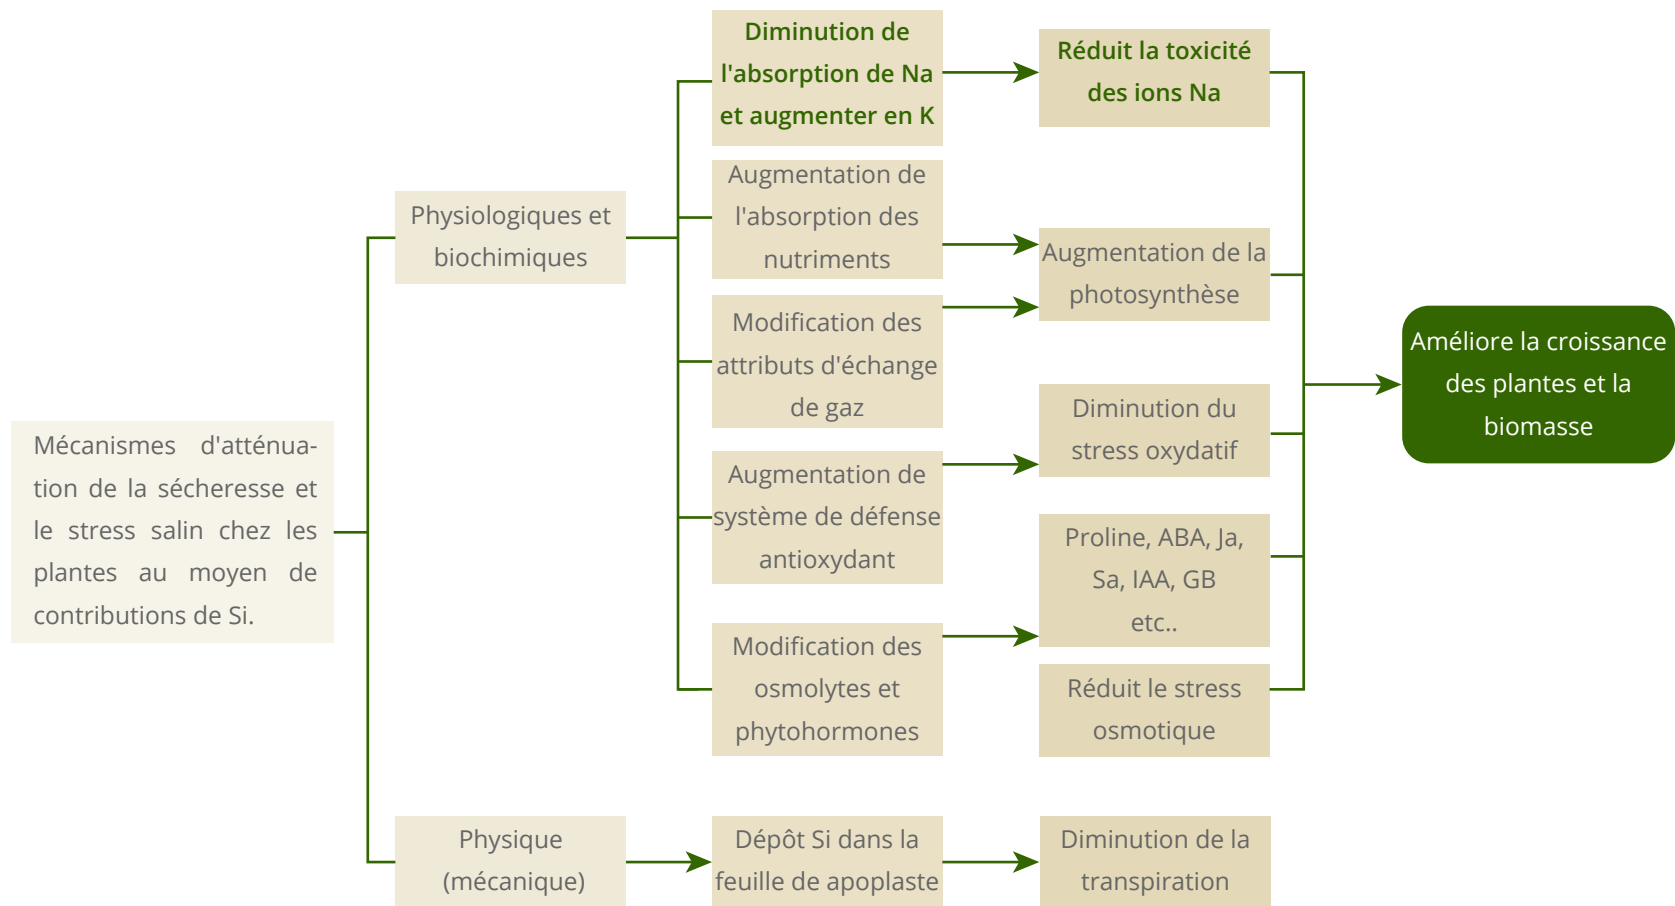 Mécanismes d'atténua-
tion de la sécheresse et
le stress salin chez les
plantes au moyen de
contributions de Si.
Physiologiques et
biochimiques
Physique
(mécanique)
Diminution de
l'absorption de Na
et augmenter en K
Augmentation de
l'absorption des
nutriments
Modification des
attributs d'échange
de gaz
Augmentation de
système de défense
antioxydant
Modification des
osmolytes et
phytohormones
Dépôt Si dans la
feuille de apoplaste
Réduit la toxicité
des ions Na
Augmentation de la
photosynthèse
Diminution du
stress oxydatif
Proline, ABA, Ja,
Sa, IAA, GB
etc..
Réduit le stress
osmotique
Diminution de la
transpiration
Améliore la croissance
des plantes et la
biomasse